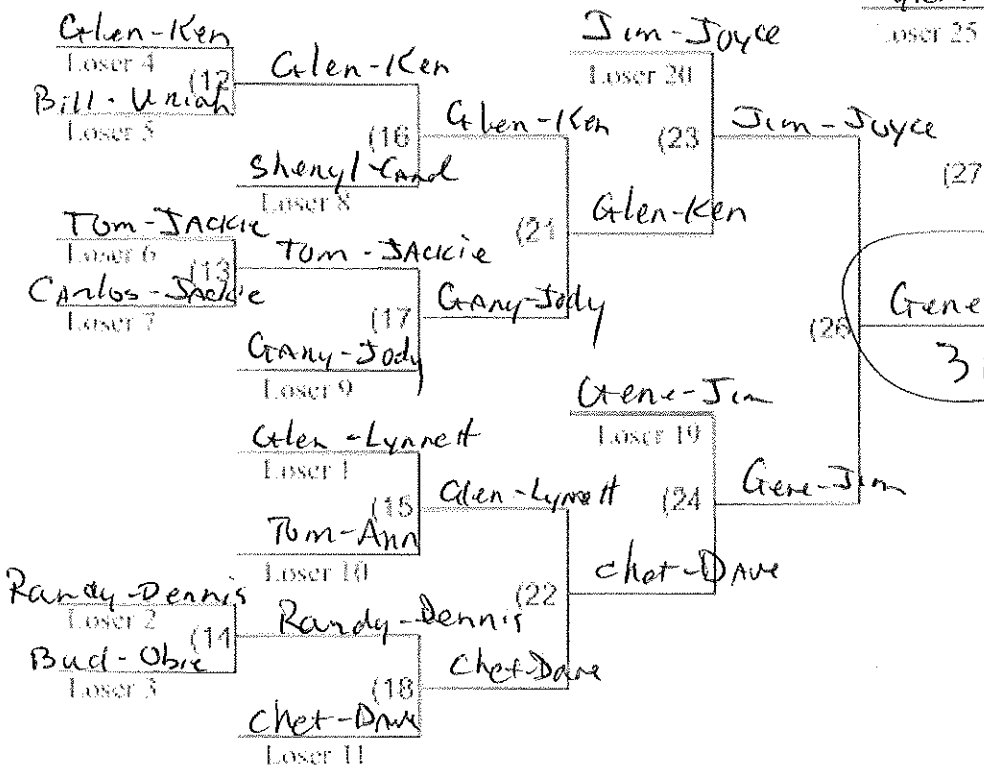 Glen-Ken
Loser 4
(12
Bill-Uriah
Loser 5
Glen-Ken
(16
Sheryl-Carol
Loser 8
Glen-Ken
Tom-Jackie
Loser 6
(13
Carlos-Jackie
Loser 7
Tom-Jackie
(17
Gary-Jody
Loser 9
Gary-Jody
(21
Glen-Ken
Jim-Joyce
Loser 20
(23
Jim-Joyce
Loser 25
(27
Glen-Lynnett
Loser 1
(15
Tom-Ann
Loser 10
Glen-Lynnett
Randy-Dennis
Loser 2
(14
Bud-Obie
Loser 3
Randy-Dennis
(18
Chet-Dave
Loser 11
Chet-Dave
(22
Chet-Dave
Gene-Jim
Loser 19
(24
Gene-Jim
(26
Gene
3